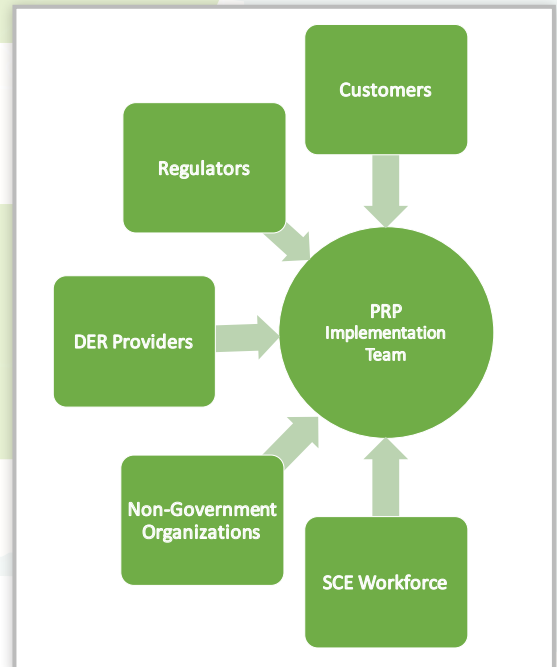 Customers
Regulators
PRP
Implementation
Team
DER Providers
Non-Government
Organizations
SCE Workforce